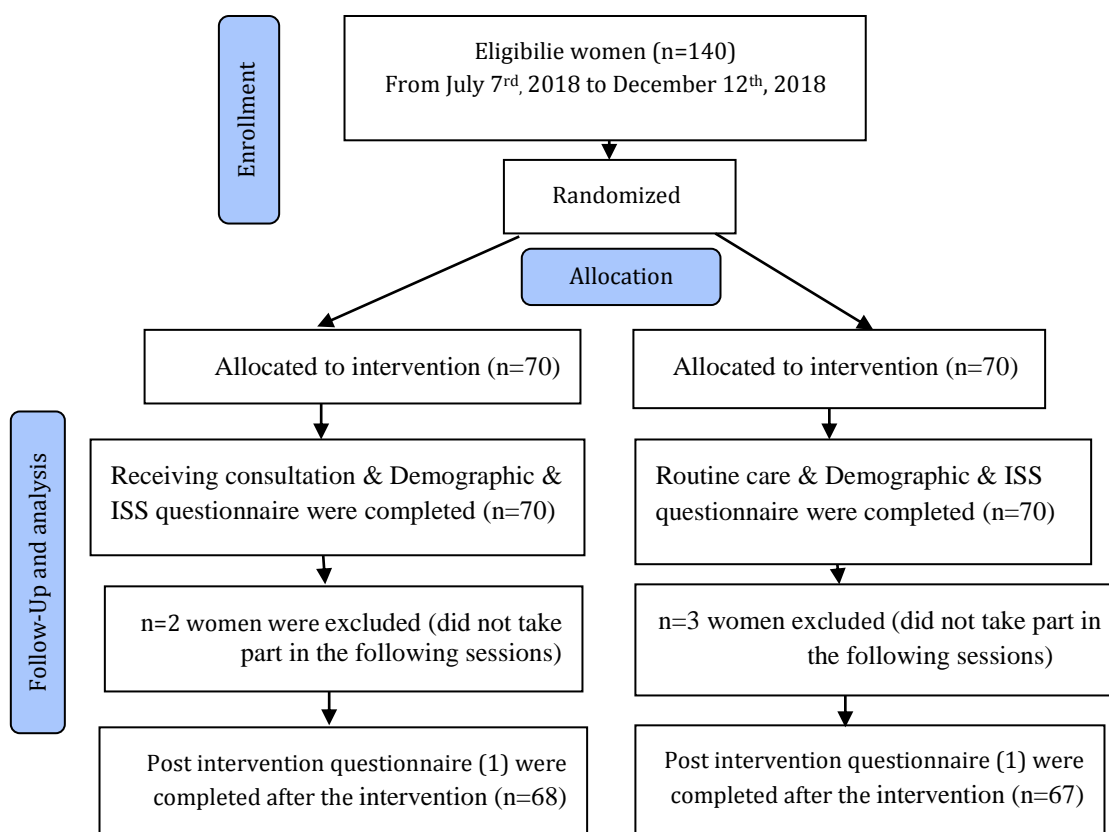 Enrollment
Eligibilie women (n=140)
From July 7rd, 2018 to December 12th, 2018
Randomized
Allocation
Allocated to intervention (n=70)
Allocated to intervention (n=70)
Follow-Up and analysis
Receiving consultation & Demographic &
ISS questionnaire were completed (n=70)
Routine care & Demographic & ISS
questionnaire were completed (n=70)
n=2 women were excluded (did not take
part in the following sessions)
n=3 women excluded (did not take part in
the following sessions)
Post intervention questionnaire (1) were
completed after the intervention (n=68)
Post intervention questionnaire (1) were
completed after the intervention (n=67)